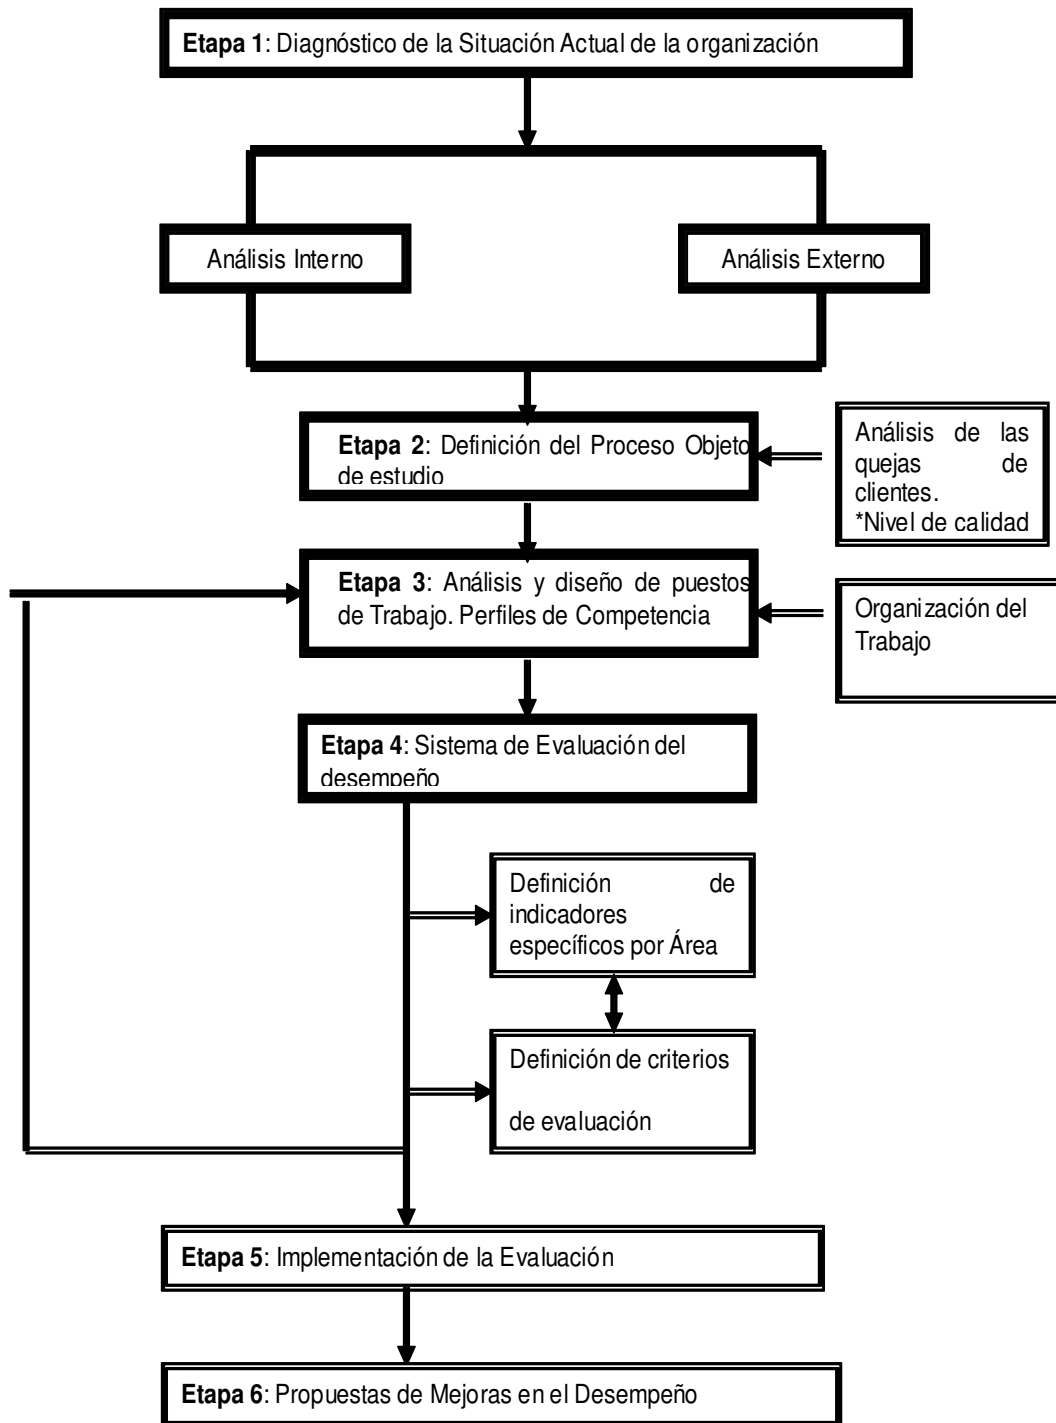 Etapa 1: Diagnóstico de la Situación Actual de la organización
Análisis Interno
Análisis Externo
Etapa 2: Definición del Proceso Objeto
de estudio
Análisis de las
quejas de
clientes.
*Nivel de calidad
Etapa 3: Análisis y diseño de puestos
de Trabajo. Perfiles de Competencia
Organización del
Trabajo
Etapa 4: Sistema de Evaluación del
desempeño
Definición de
indicadores
específicos por Área
Definición de criterios
de evaluación
Etapa 5: Implementación de la Evaluación
Etapa 6: Propuestas de Mejoras en el Desempeño